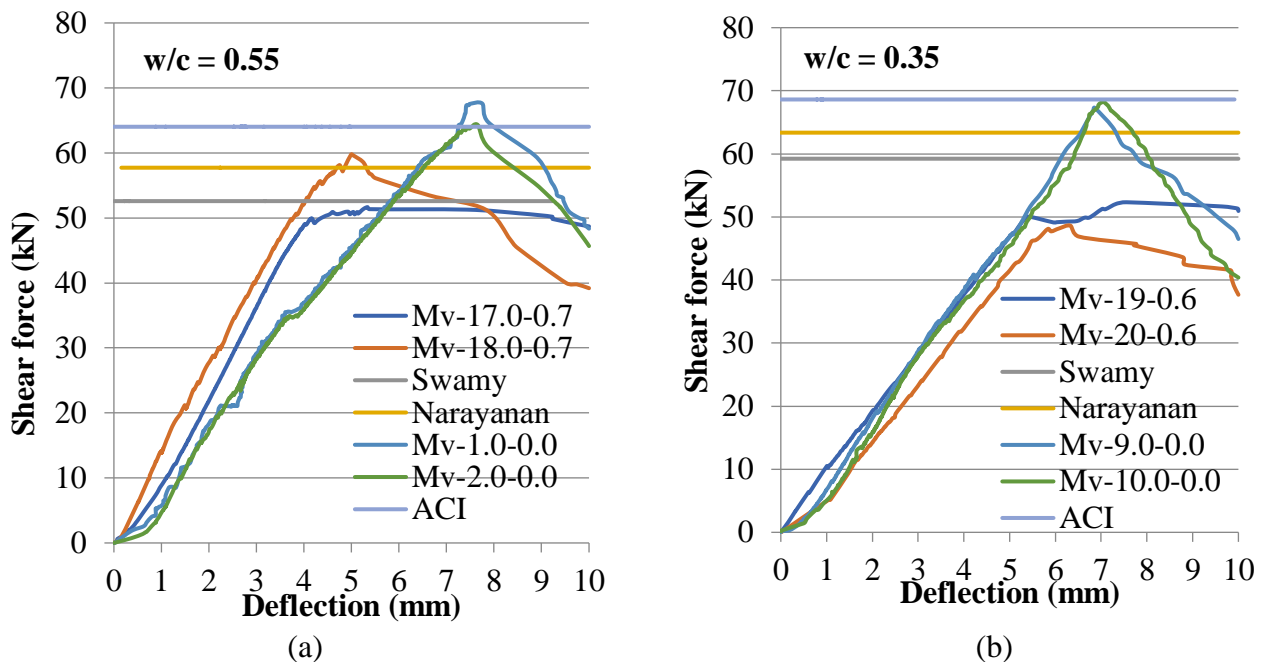 w/c = 0.55
Shear force (kN)
80
70
60
50
40
30
20
10
0
Mv-17.0-0.7
Mv-18.0-0.7
Swamy
Narayanan
Mv-1.0-0.0
Mv-2.0-0.0
ACI
0 1 2 3 4 5 6 7 8 9 10
Deflection (mm)
(a)
w/c = 0.35
Shear force (kN)
80
70
60
50
40
30
20
10
0
Mv-19-0.6
Mv-20-0.6
Swamy
Narayanan
Mv-9.0-0.0
Mv-10.0-0.0
ACI
0 1 2 3 4 5 6 7 8 9 10
Deflection (mm)
(b)